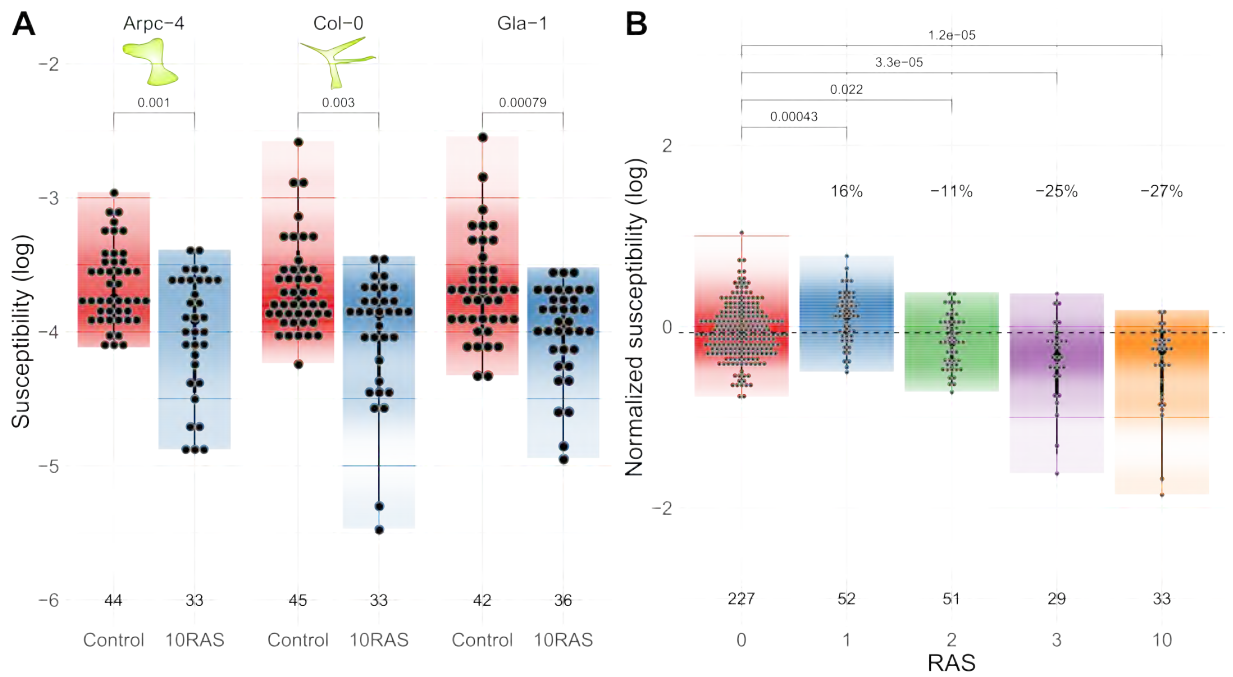 A
Arpc−4
Col−0
Gla−1
0.001
0.003
0.00079
Susceptibility (log)
−2
−3
−4
−5
−6
44
33
45
33
42
36
Control
10RAS
Control
10RAS
Control
10RAS
B
1.2e−05
3.3e−05
0.022
0.00043
16%
−11%
−25%
−27%
Normalized susceptibility (log)
2
0
−2
227
52
51
29
33
0
1
2
3
10
RAS